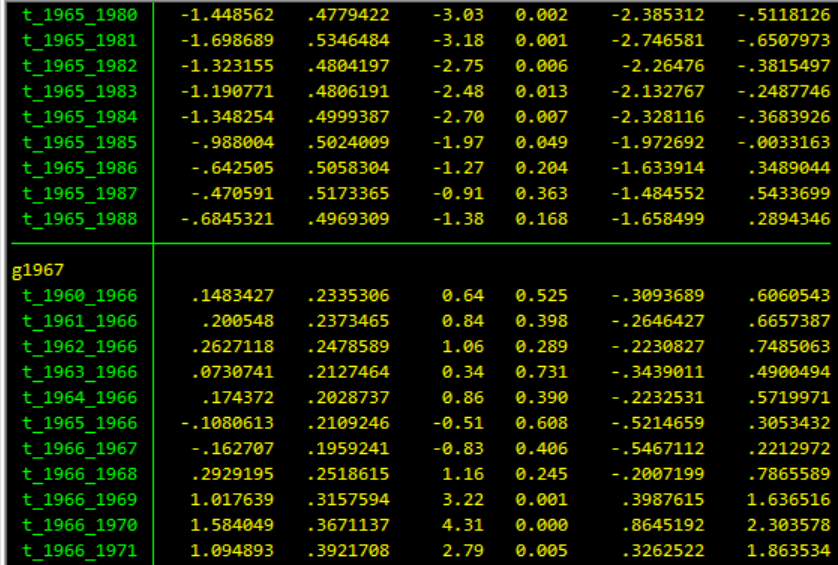 t_1965_1980 -1.448562 .4779422 -3.03 0.002 -2.385312 -.5118126
t_1965_1981 -1.698689 .5346484 -3.18 0.001 -2.746581 -.6507973
t_1965_1982 -1.323155 .4804197 -2.75 0.006 -2.26476 -.3815497
t_1965_1983 -1.190771 .4806191 -2.48 0.013 -2.132767 -.2487746
t_1965_1984 -1.348254 .4999387 -2.70 0.007 -2.328116 -.3683926
t_1965_1985 -.988004 .5024009 -1.97 0.049 -1.972692 -.0033163
t_1965_1986 -.642505 .5058304 -1.27 0.204 -1.633914 .3489044
t_1965_1987 -.470591 .5173365 -0.91 0.363 -1.484552 .5433699
t_1965_1988 -.6845321 .4969309 -1.38 0.168 -1.658499 .2894346
g1967
t_1960_1966 .1483427 .2335306 0.64 0.525 -.3093689 .6060543
t_1961_1966 .200548 .2373465 0.84 0.398 -.2646427 .6657387
t_1962_1966 .2627118 .2478589 1.06 0.289 -.2230827 .7485063
t_1963_1966 .0730741 .2127464 0.34 0.731 -.3439011 .4900494
t_1964_1966 .174372 .2028737 0.86 0.390 -.2232531 .5719971
t_1965_1966 -.1080613 .2109246 -0.51 0.608 -.5214659 .3053432
t_1966_1967 -.162707 .1959241 -0.83 0.406 -.5467112 .2212972
t_1966_1968 .2929195 .2518615 1.16 0.245 -.2007199 .7865589
t_1966_1969 1.017639 .3157594 3.22 0.001 .3987615 1.636516
t_1966_1970 1.584049 .3671137 4.31 0.000 .8645192 2.303578
t_1966_1971 1.094893 .3921708 2.79 0.005 .3262522 1.863534